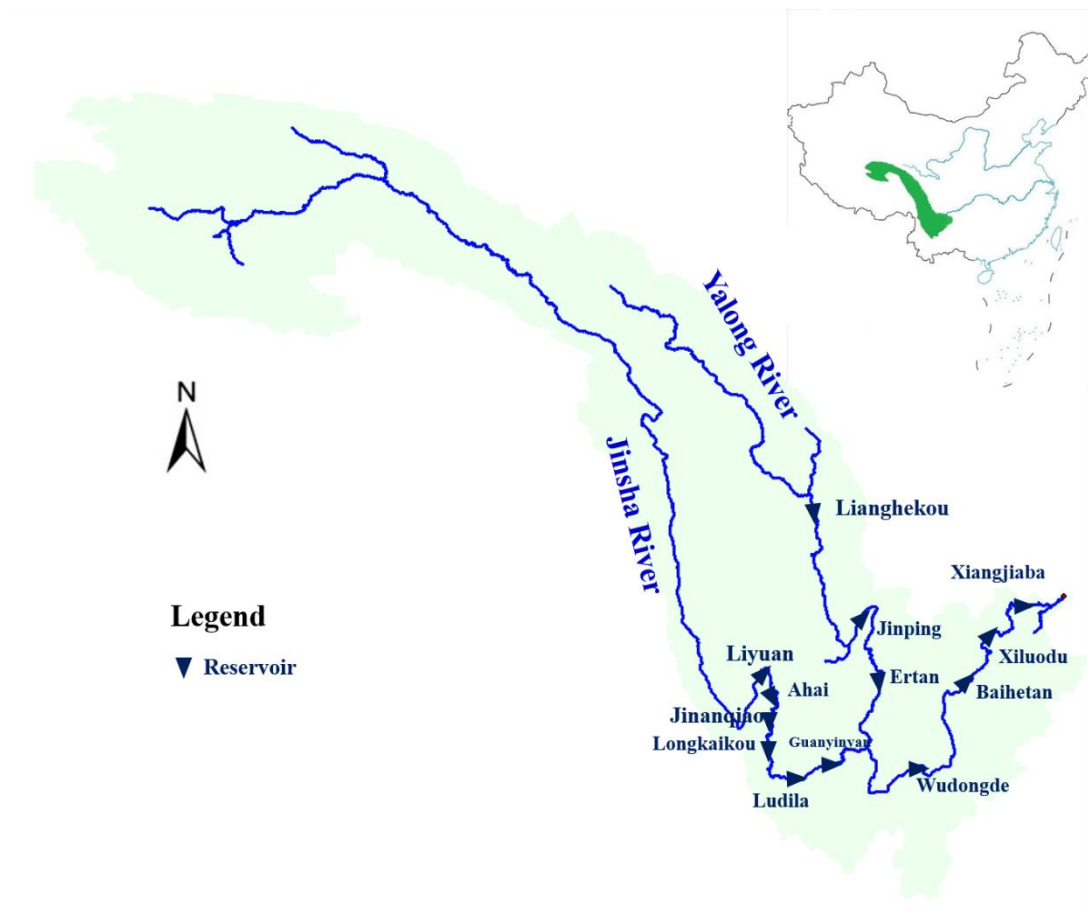 N
Yalong River
Jinsha River
Lianghekou
Xiangjiaba
Legend
Reservoir
Jinping
Xiluodu
Liyuan
Ertan
Ahai
Baihetan
Jinanqiao
Longkaikou
Guanyinyan
Wudongde
Ludila